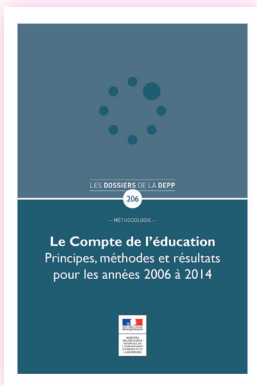 LES DOSSIERS DE LA DEPP
206
– MÉTHODOLOGIE –
Le Compte de l'éducation
Principes, méthodes et résultats
pour les années 2006 à 2014